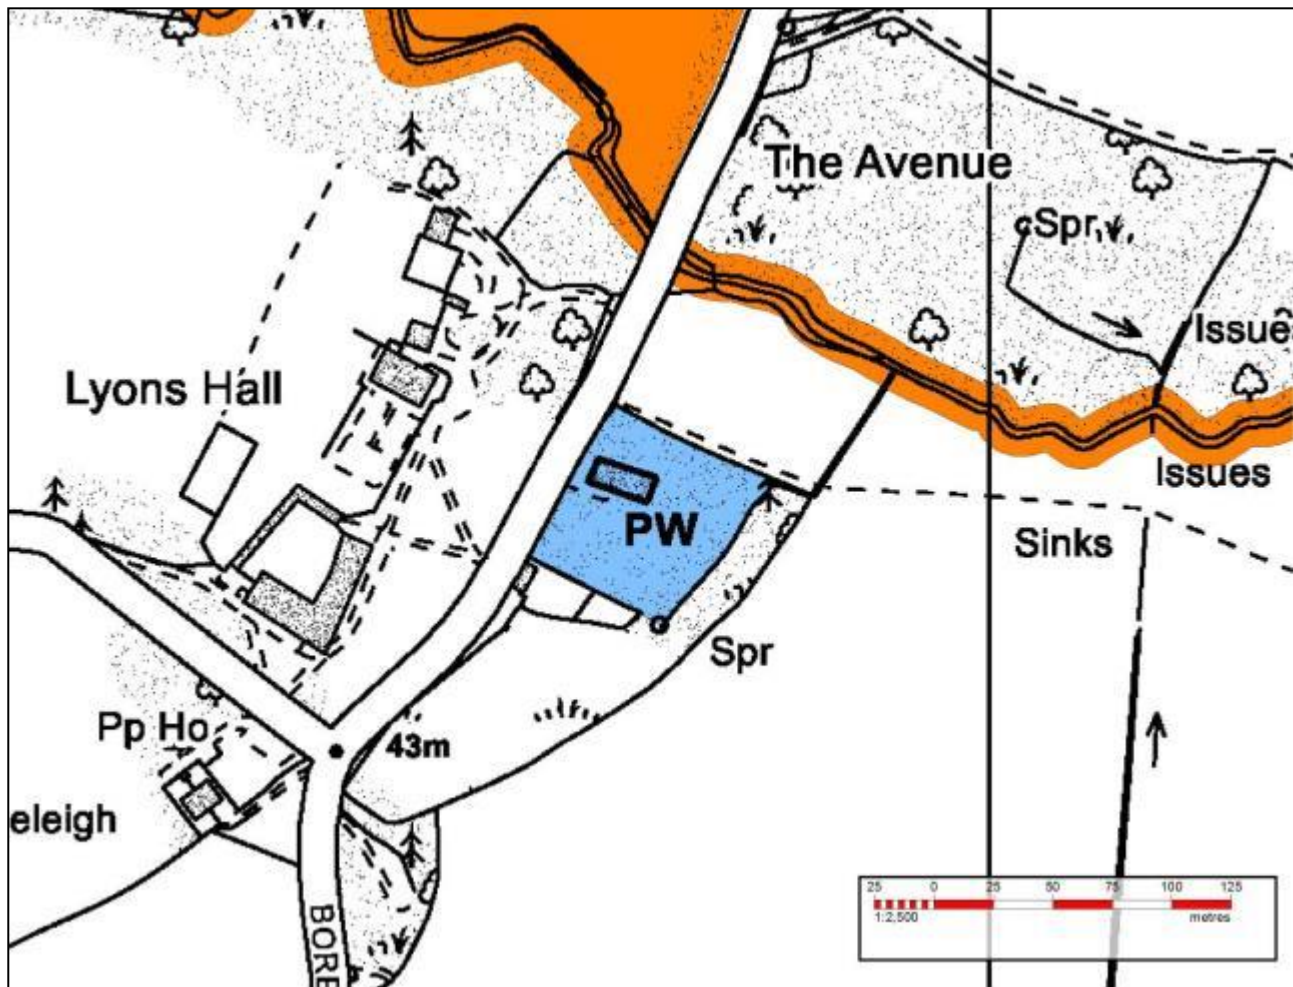 The Avenue
Spr
Issue
Lyons Hall
Issues
PW
Sinks
Spr
Pp Ho
43m
eleigh
25 0 25 50 75 100 125
1:2,500 metres
BORE